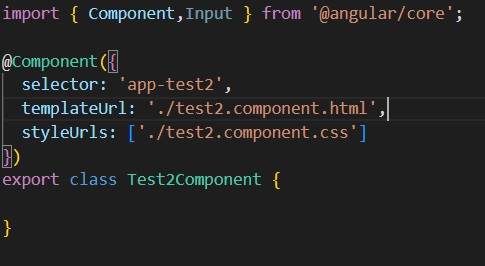 import { Component,Input } from '@angular/core';
@Component({
selector: 'app-test2',
templateUrl: './test2.component.html',
styleUrls: ['./test2.component.css']
})
export class Test2Component {
}